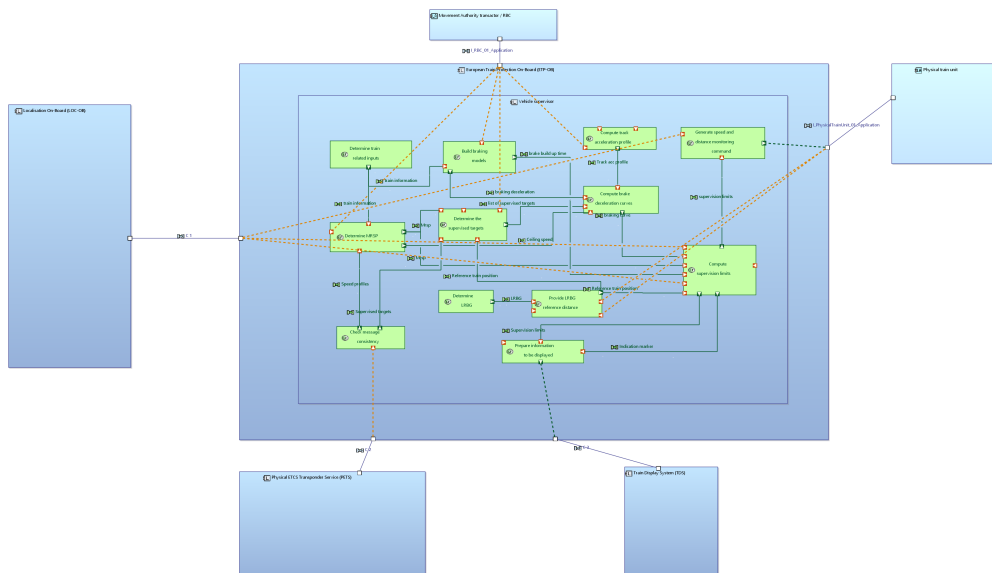 Movement Authority transactor / RBC
I_RBC_01_Application
European Train Protection On-Board (ETP-OB)
Physical train unit
Vehicle supervisor
Localisation On-Board (LOC-OB)
I.PhysicalTrainUnit_01_Application
Compute track
acceleration profile
Generate speed and
distance monitoring
command
Determine train
related inputs
Build braking
models
Brake build up time
Track acc profile
train information
braking deceleration
Compute brake
deceleration curves
supervision limits
train information
list of supervised targets
Determine the
supervised targets
Determine MRSP
Ceiling speed
Compute
supervision limits
Reference train position
Speed profiles
Reference train position
Determine
LRBG
LRBG
Provide LRBG
reference distance
Supervised targets
Check message
consistency
Supervision limits
Prepare information
to be displayed
Indication marker
Physical ETCS Transponder Service (PETS)
Train Display System (TDS)